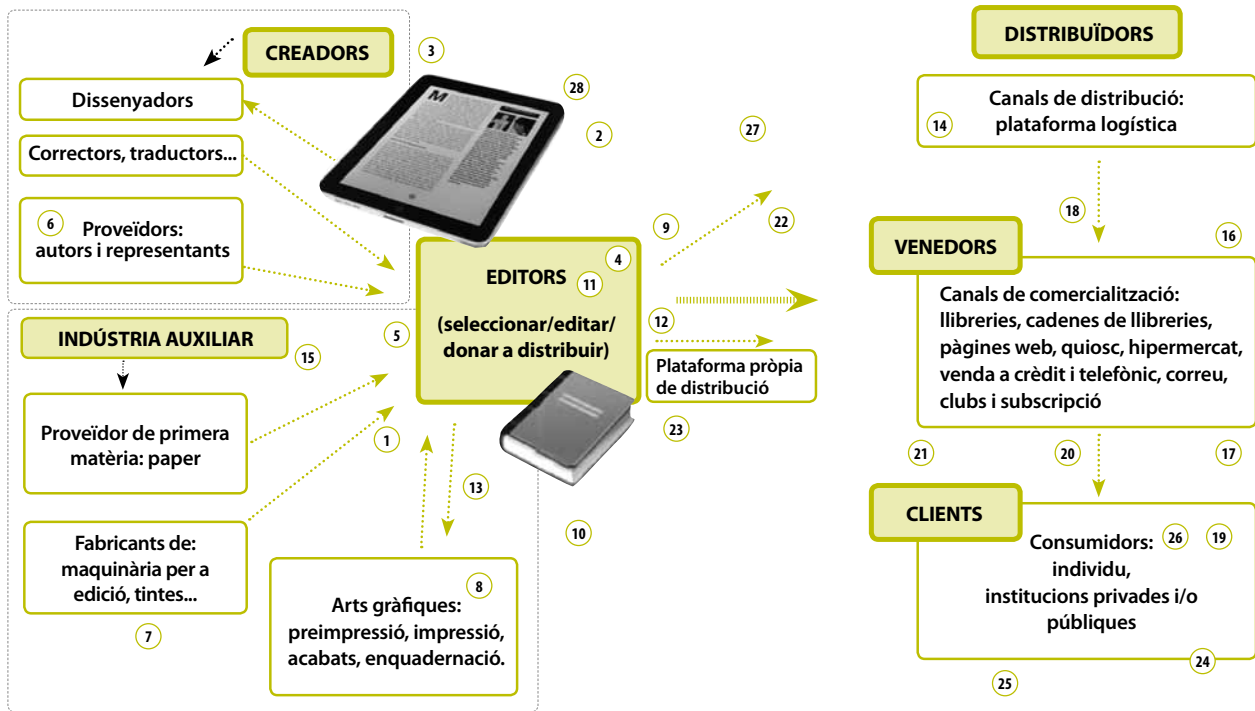 CREADORS
3
Dissenyadors
Correctors, traductors...
6
Proveïdors:
autors i representants
M
28
2
27
9
22
EDITORS
4
11
(seleccionar/editar/
donar a distribuir)
5
12
Plataforma pròpia
de distribució
23
INDÚSTRIA AUXILIAR
15
Proveïdor de primera
matèria: paper
1
13
10
Fabricants de:
maquinària per a
edició, tintes...
7
8
Arts gràfiques:
preimpressió, impressió,
acabats, enquadernació.
DISTRIBUÏDORS
14
Canals de distribució:
plataforma logística
18
16
VENEDORS
Canals de comercialització:
llibreries, cadenes de llibreries,
pàgines web, quiosc, hipermercat,
venda a crèdit i telefònic, correu,
clubs i subscripció
21
20
17
CLIENTS
Consumidors:
26
19
individu,
institucions privades i/o
públiques
24
25